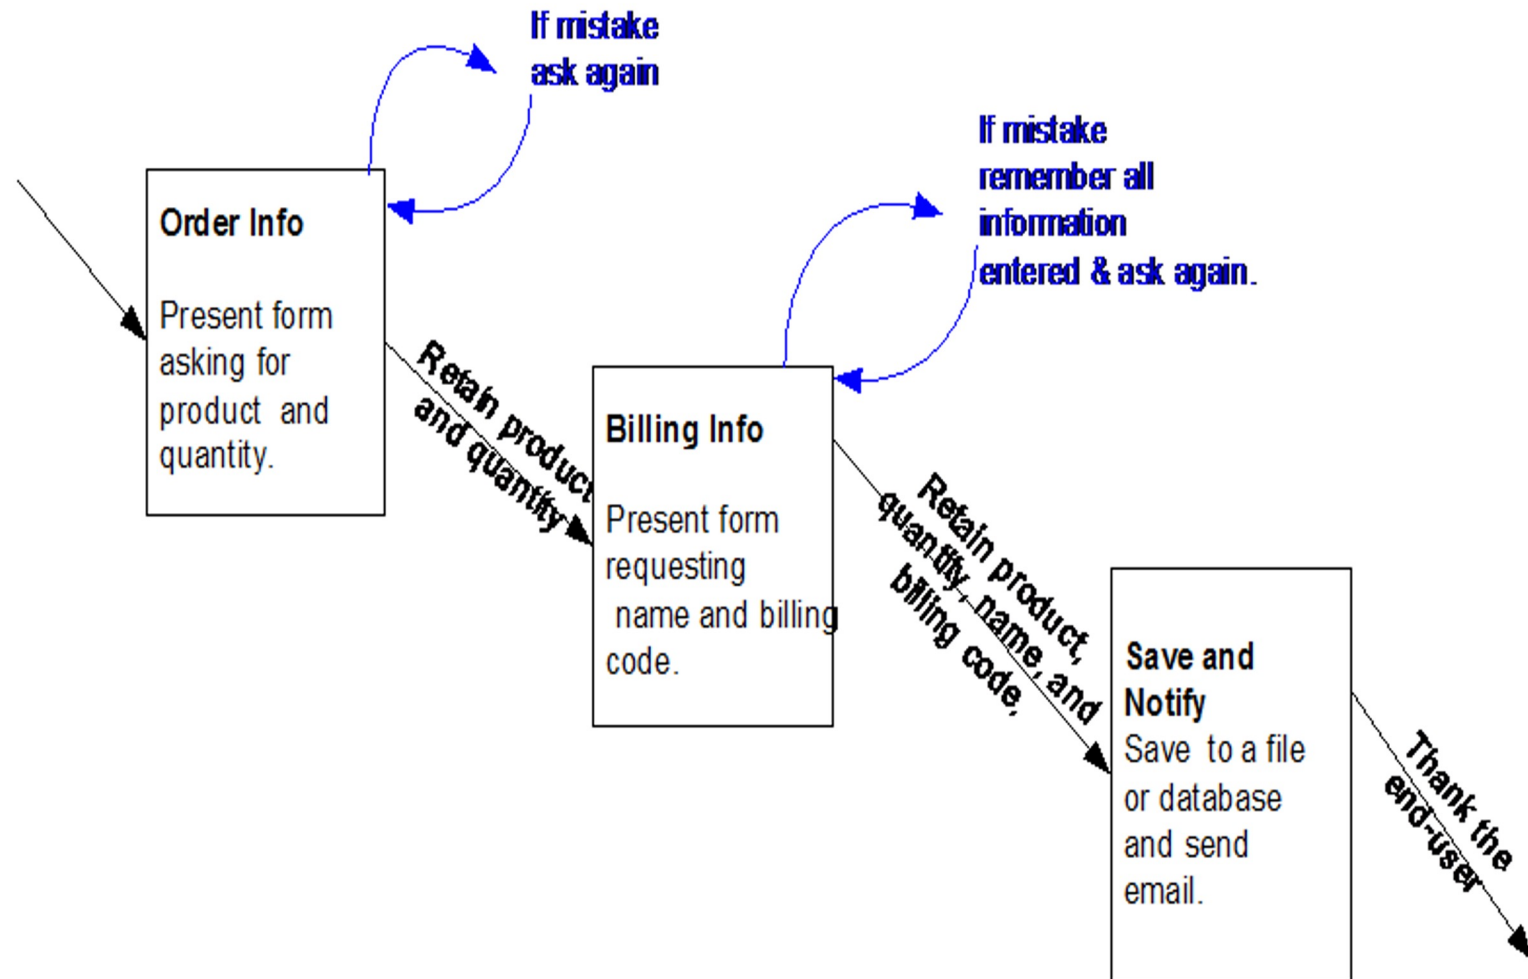 If mistake
ask again
If mistake
remember all
information
entered & ask again.
Order Info
Present form
asking for
product and
quantity.
Retain product
and quantity
Billing Info
Present form
requesting
name and billing
code.
Retain product,
quantity, name, and
billing code,
Save and
Notify
Save to a file
or database
and send
email.
Thank the
end-user